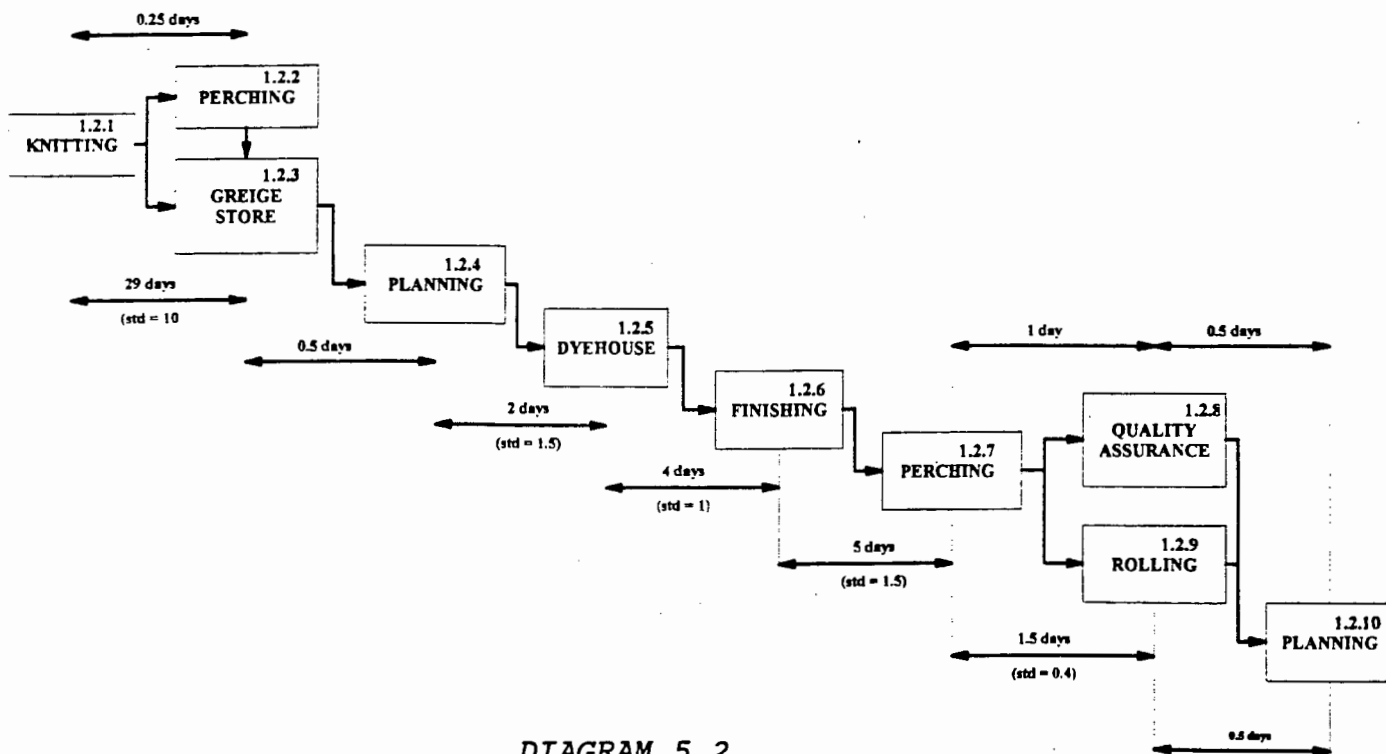 0.25 days
1.2.2
PERCHING
1.2.1
KNITTING
1.2.3
GREIGE
STORE
29 days
(std = 10
1.2.4
PLANNING
0.5 days
1.2.5
DYEHOUSE
2 days
(std = 1.5)
1.2.6
FINISHING
4 days
(std = 1)
1 day
0.5 days
1.2.7
PERCHING
1.2.8
QUALITY
ASSURANCE
5 days
(std = 1.5)
1.2.9
ROLLING
1.5 days
(std = 0.4)
1.2.10
PLANNING
0.5 days
DIAGRAM 5.2